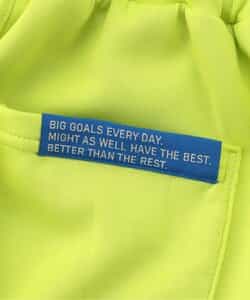 BIG GOALS EVERY DAY.
MIGHT AS WELL HAVE THE BEST.
BETTER THAN THE REST.